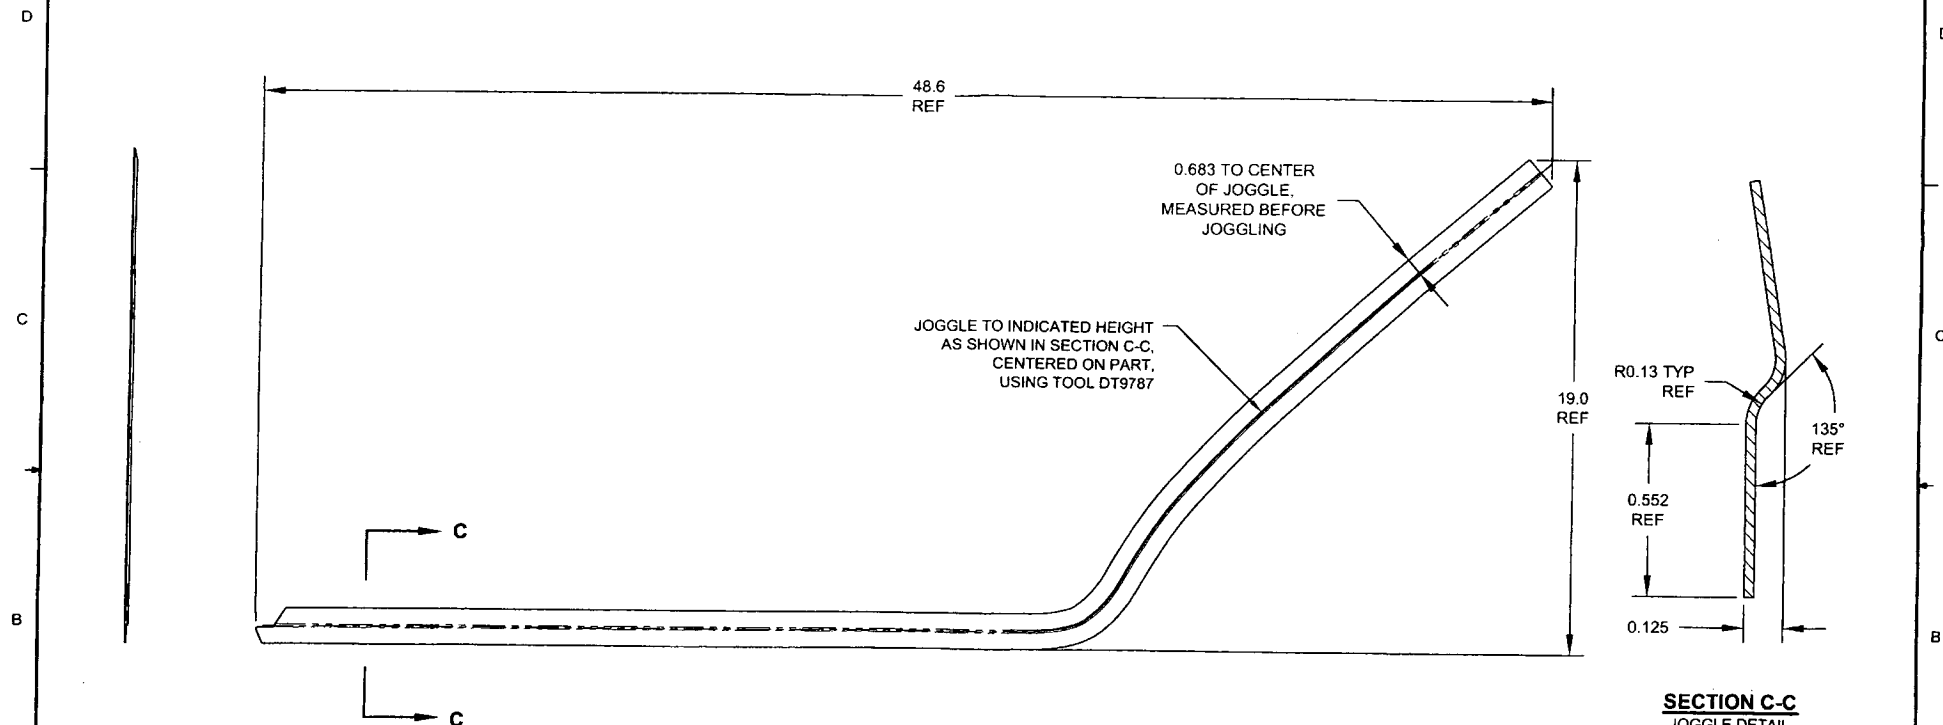 D
48.6
REF
0.683 TO CENTER
OF JOGGLE,
MEASURED BEFORE
JOGGLING
C
JOGGLE TO INDICATED HEIGHT
AS SHOWN IN SECTION C-C,
CENTERED ON PART,
USING TOOL DT9787
19.0
REF
R0.13 TYP
REF
135°
REF
C
0.552
REF
C
B
0.125
B
C
SECTION C-C
JOGGLE DETAIL